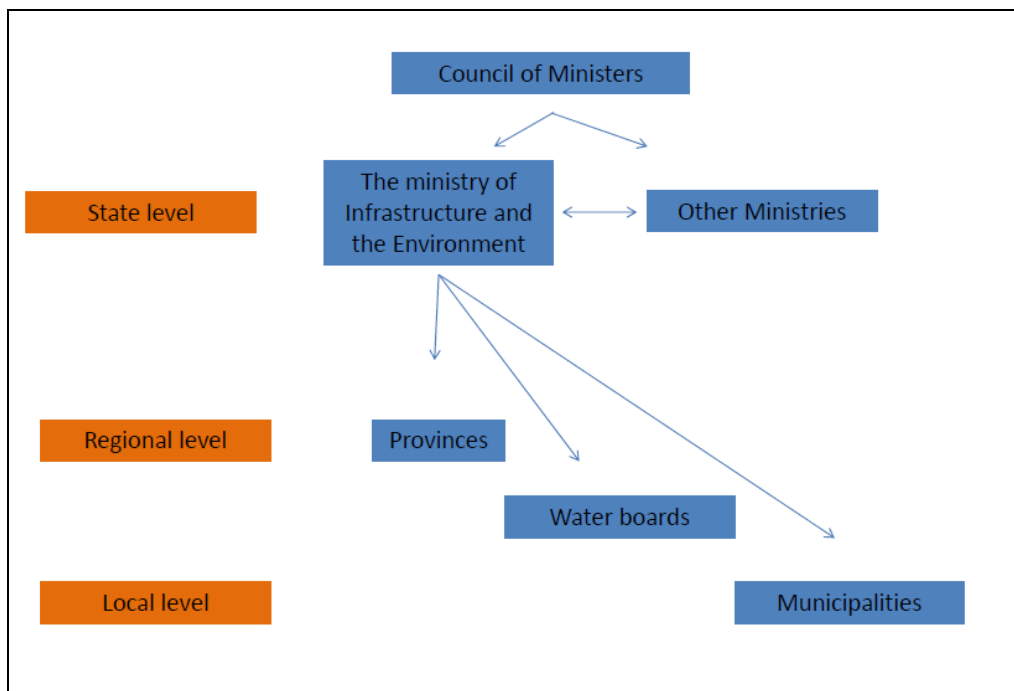 Council of Ministers
The ministry of
Infrastructure and
the Environment
State level
Other Ministries
Regional level
Provinces
Water boards
Local level
Municipalities